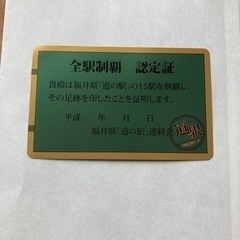 全駅制覇　認定証
貴殿は福井県「道の駅」の15駅を制覇し、
その足跡を印したことを証明します。
平成　年　月　日
福井県「道の駅」連絡会
道の駅